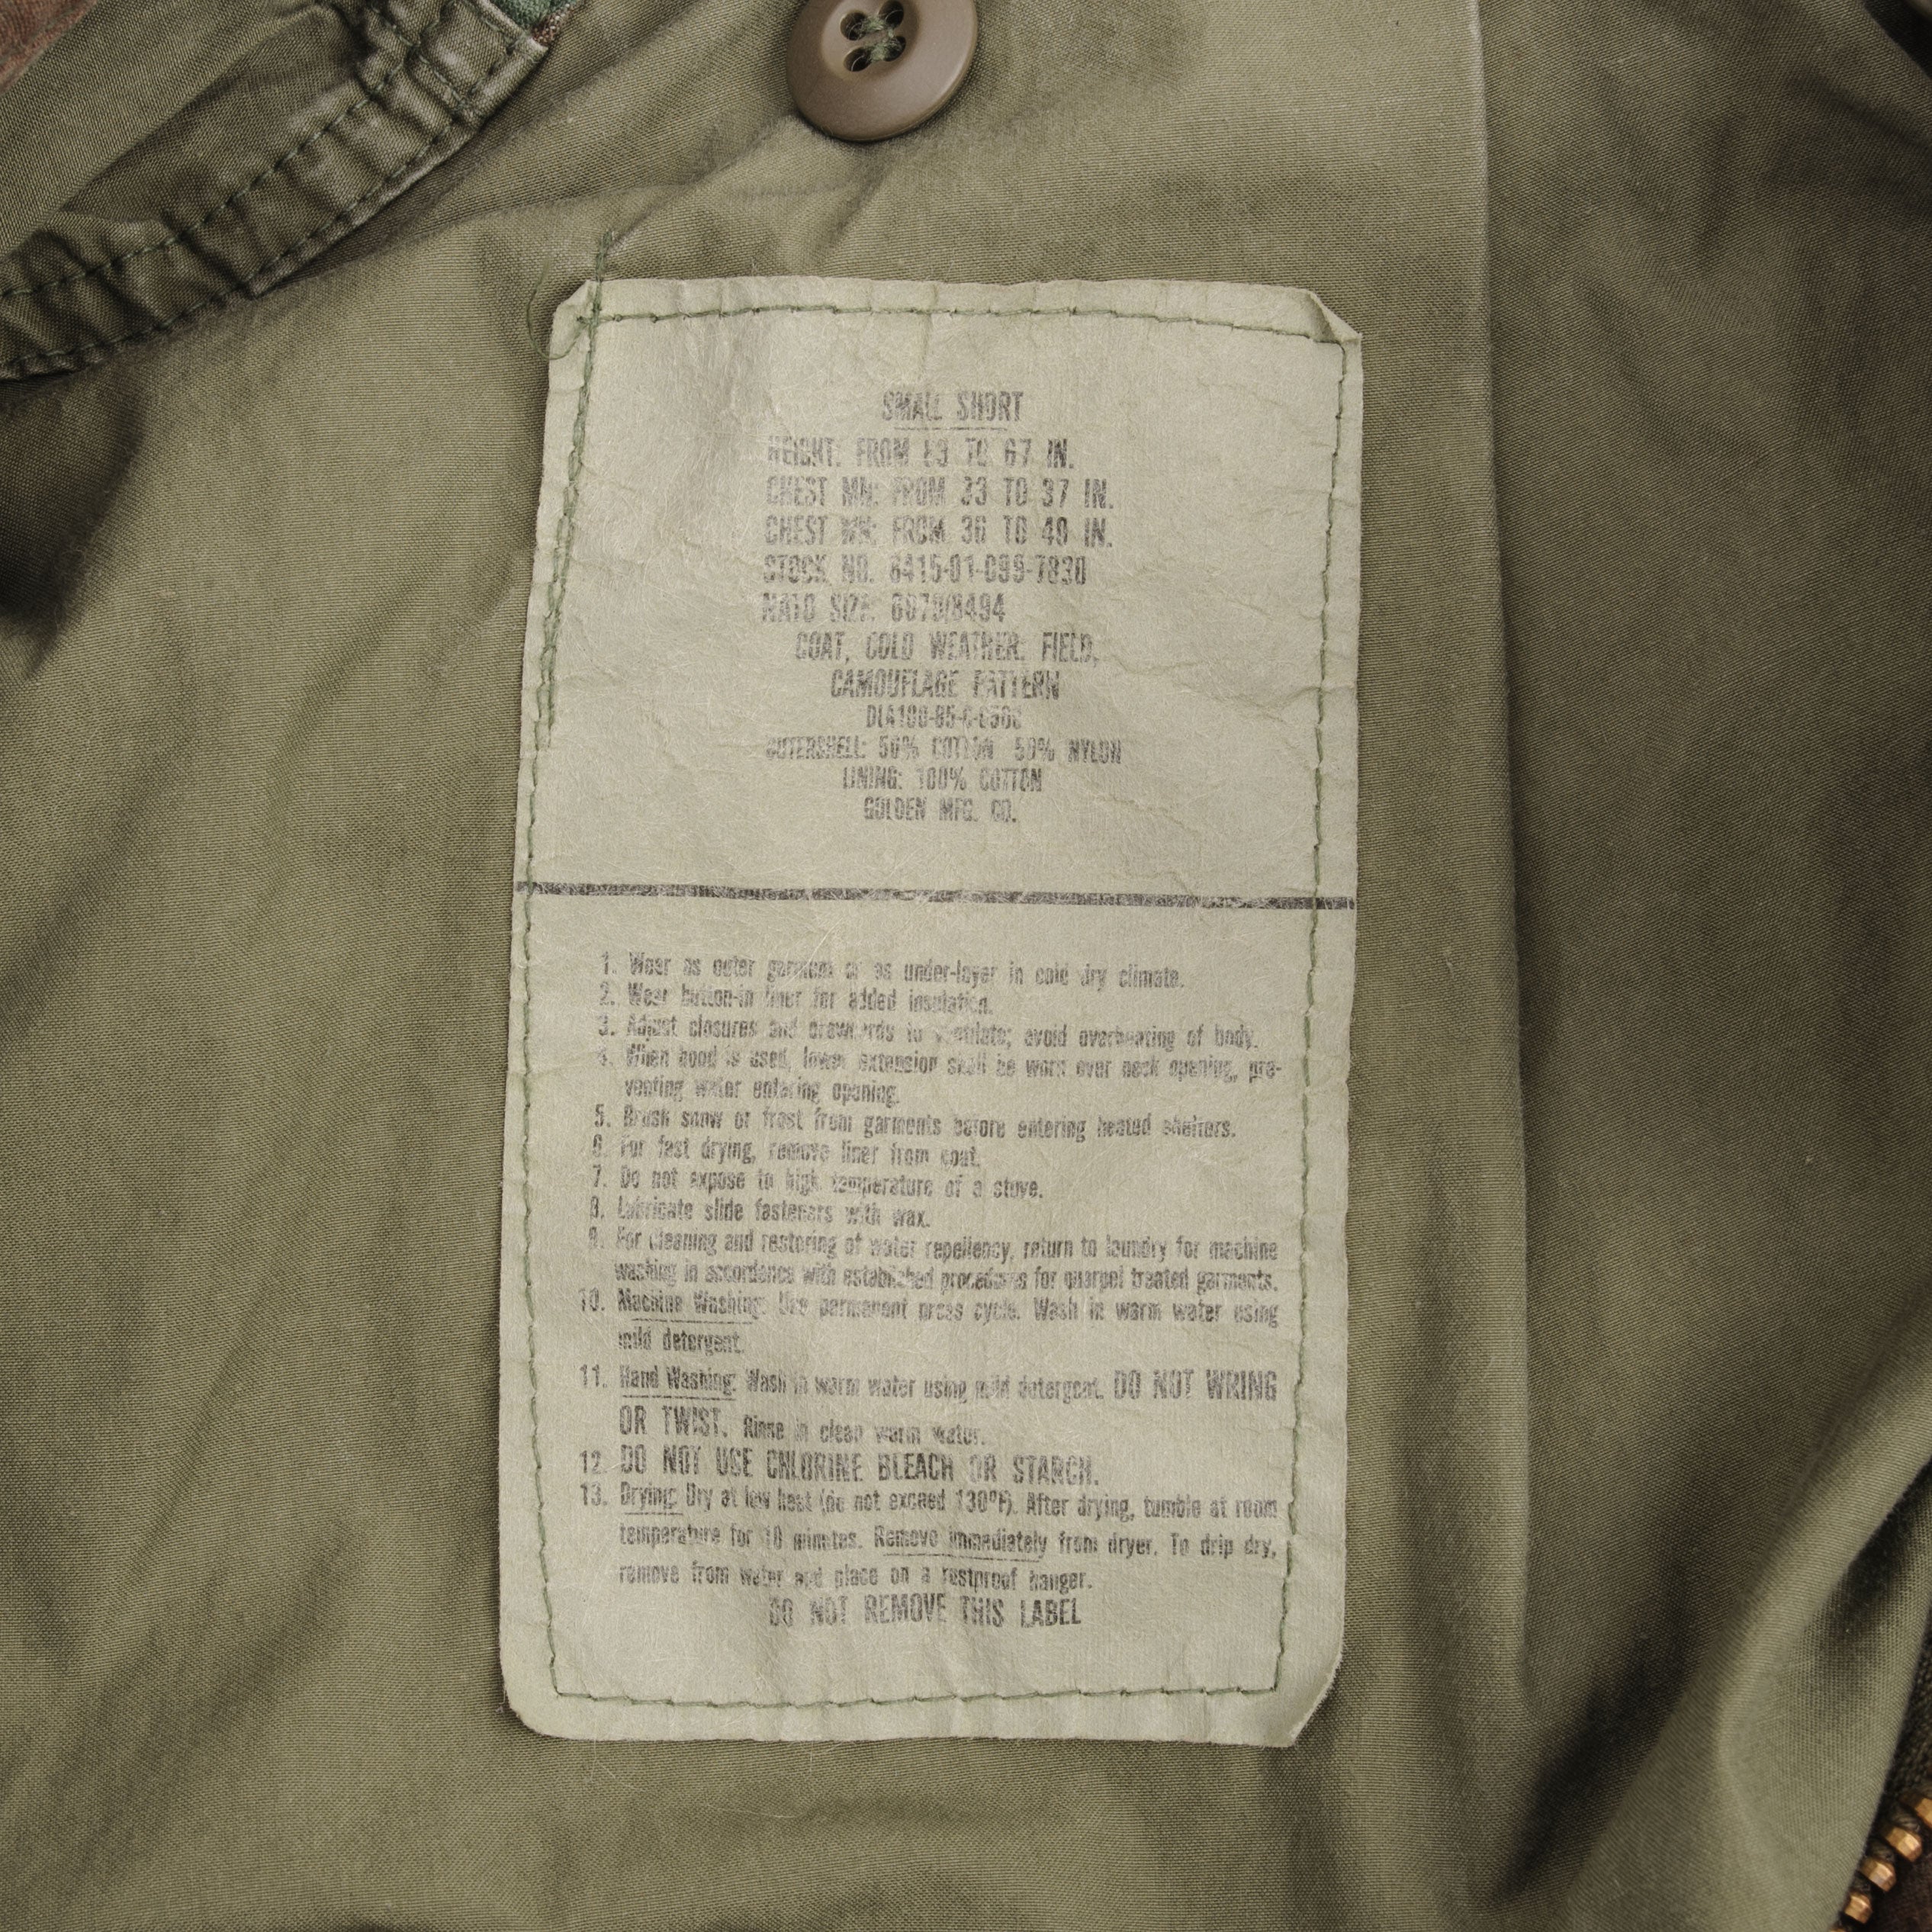 SMALL SHORT
HEIGHT: FROM 63 TO 67 IN.
CHEST MN: FROM 33 TO 37 IN.
CHEST WN: FROM 36 TO 40 IN.
STOCK NO. 8415-01-099-7830
NATO SIZE:
COAT, COLD WEATHER: FIELD,
CAMOUFLAGE PATTERN
OUTERSHELL: 50% COTTON 50% NYLON
LINING: 100% COTTON
GOLDEN MFG. CO.
1. Wear as outer garment or as under-layer in cold dry climate.
2. Wear button-in liner for added insulation.
3. Adjust closures and drawcords to ventilate; avoid overheating of body.
4. When hood is used, lower extension shall be worn over neck opening, pre-
venting water entering opening.
5. Brush snow or frost from garments before entering heated shelters.
6. For fast drying, remove liner from coat.
7. Do not expose to high temperature of a stove.
8. Lubricate slide fasteners with wax.
9. For cleaning and restoring of water repellency, return to laundry for machine
washing in accordance with established procedures for quarpel treated garments.
10. Machine Washing: Use permanent press cycle. Wash in warm water using
mild detergent.
11. Hand Washing: Wash in warm water using mild detergent. DO NOT WRING
OR TWIST. Rinse in clean warm water.
12. DO NOT USE CHLORINE BLEACH OR STARCH.
13. Drying: Dry at low heat (do not exceed 130°F). After drying, tumble at room
temperature for 10 minutes. Remove immediately from dryer. To drip dry,
remove from water and place on a rustproof hanger.
DO NOT REMOVE THIS LABEL